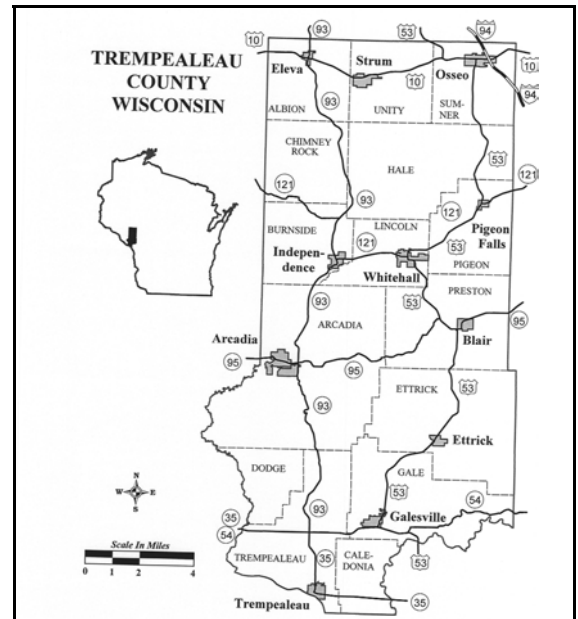 TREMPEALEAU
COUNTY
WISCONSIN
93
53
94
10
Eleva
Strum
Osseo
10
10
94
93
ALBION
UNITY
SUM-
NER
CHIMNEY
ROCK
53
HALE
121
121
93
121
BURNSIDE
LINCOLN
Pigeon
Falls
Indepen-
dence
121
Whitehall
53
PIGEON
93
53
PRESTON
ARCADIA
95
Arcadia
Blair
95
95
ETTRICK
53
93
Ettrick
DODGE
GALE
N
W
E
S
53
54
93
35
54
Galesville
53
Scale In Miles
4
2
0
4
TREMPEALEAU
35
CALE-
DONIA
Trempealeau
35